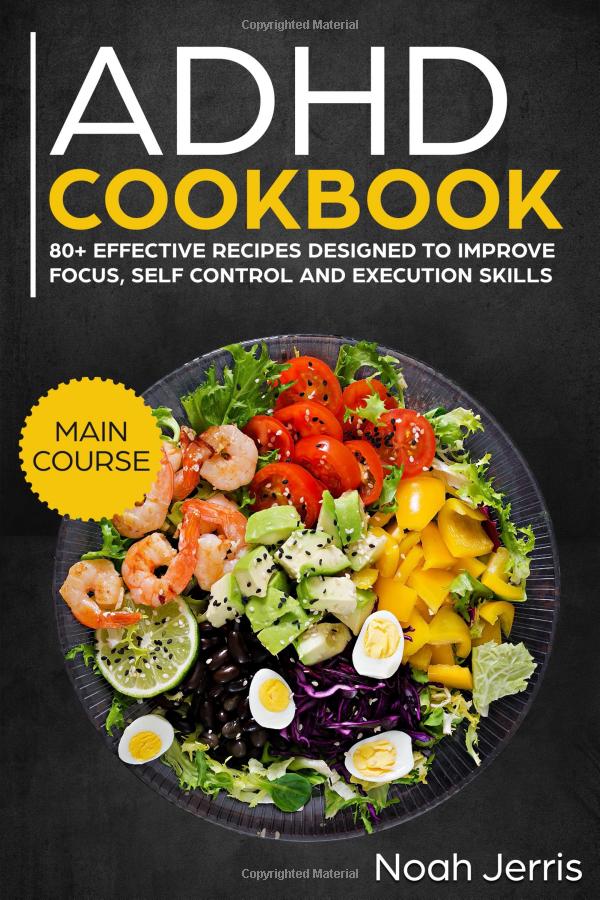 Copyrighted Material
ADHD
COOKBOOK
80+ EFFECTIVE RECIPES DESIGNED TO IMPROVE
FOCUS, SELF CONTROL AND EXECUTION SKILLS
MAIN
COURSE
Noah Jerris
Copyrighted Material